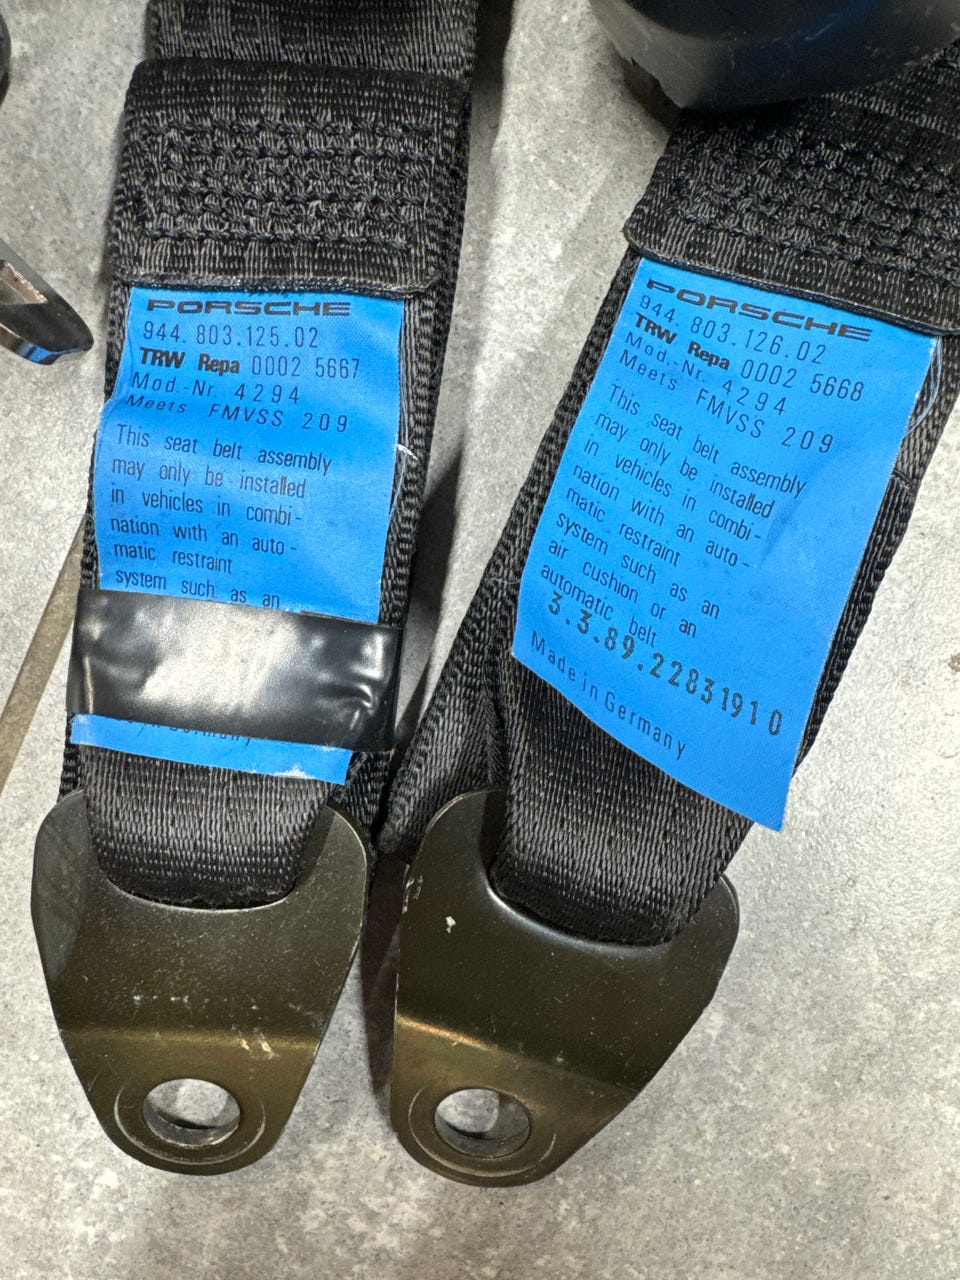 PORSCHE
944. 803.125.02
TRW Repa 0002 5667
Mod.-Nr. 4294
Meets FMVSS 209
This seat belt assembly
may only be installed
in vehicles in combi-
nation with an auto-
matic restraint
system such as an
Germany
PORSCHE
944. 803.126.02
TRW Repa 0002 5668
Mod.-Nr. 4294
Meets FMVSS 209
This seat belt assembly
may only be installed
in vehicles in combi-
nation with an auto-
matic restraint
system such as an
air cushion or an
automatic belt
3.3.89.22831910
Made in Germany